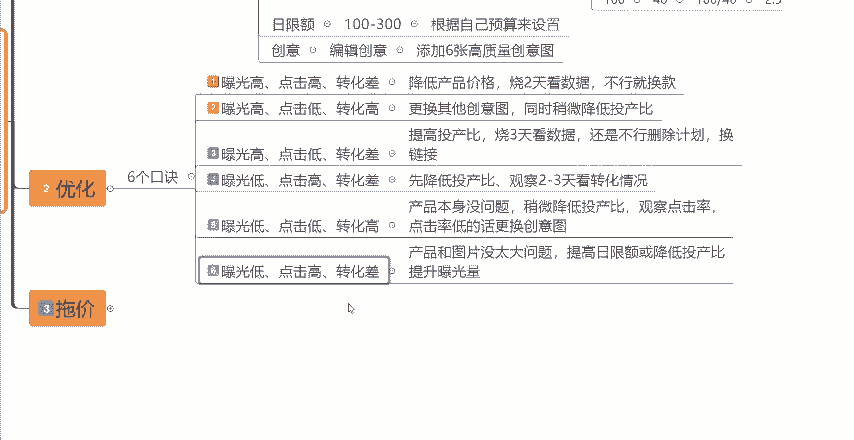 日限额 100-300 根据自己预算来设置
创意 编辑创意 添加6张高质量创意图
1 曝光高、点击高、转化差 降低产品价格，烧2天看数据，不行就换款
2 曝光高、点击低、转化高 更换其他创意图，同时稍微降低投产比
3 曝光高、点击低、转化差 提高投产比，烧3天看数据，还是不行删除计划，换
链接
2 优化
6个口诀
4 曝光低、点击低、转化差 先降低投产比、观察2-3天看转化情况
5 曝光低、点击低、转化高 产品本身没问题，稍微降低投产比，观察点击率，
点击率低的话更换创意图
6 曝光低、点击高、转化差 产品和图片没太大问题，提高日限额或降低投产比
提升曝光量
3 拖价